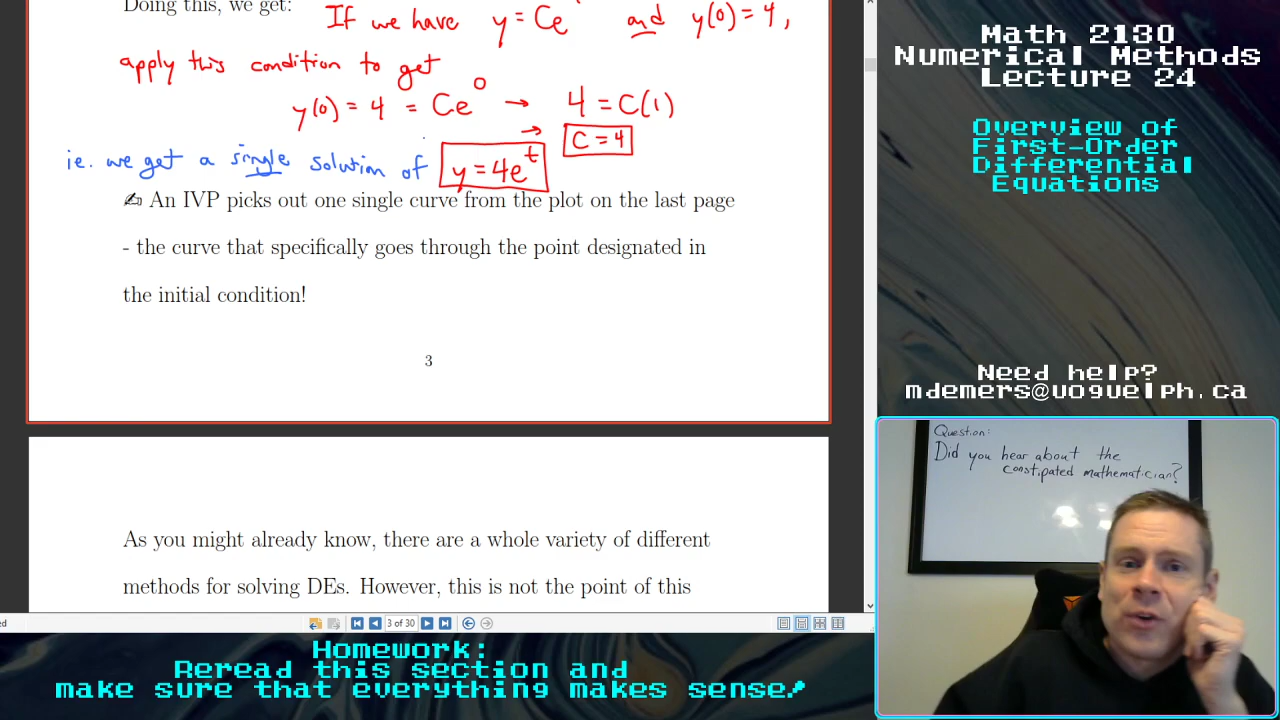 Doing this, we get:
If we have y = Ce and y(0) = 4,
apply this condition to get
y(0) = 4 = Ce⁰ → 4 = C(1)
→ C = 4
ie. we get a single solution of y = 4eᵗ
✍ An IVP picks out one single curve from the plot on the last page
- the curve that specifically goes through the point designated in
the initial condition!
3
As you might already know, there are a whole variety of different
methods for solving DEs. However, this is not the point of this
3 of 30
Math 2130
Numerical Methods
Lecture 24
Overview of
First-Order
Differential
Equations
Need help?
mdemers@uoguelph.ca
Question:
Did you hear about the
constipated mathematician?
Homework:
Reread this section and
make sure that everything makes sense!